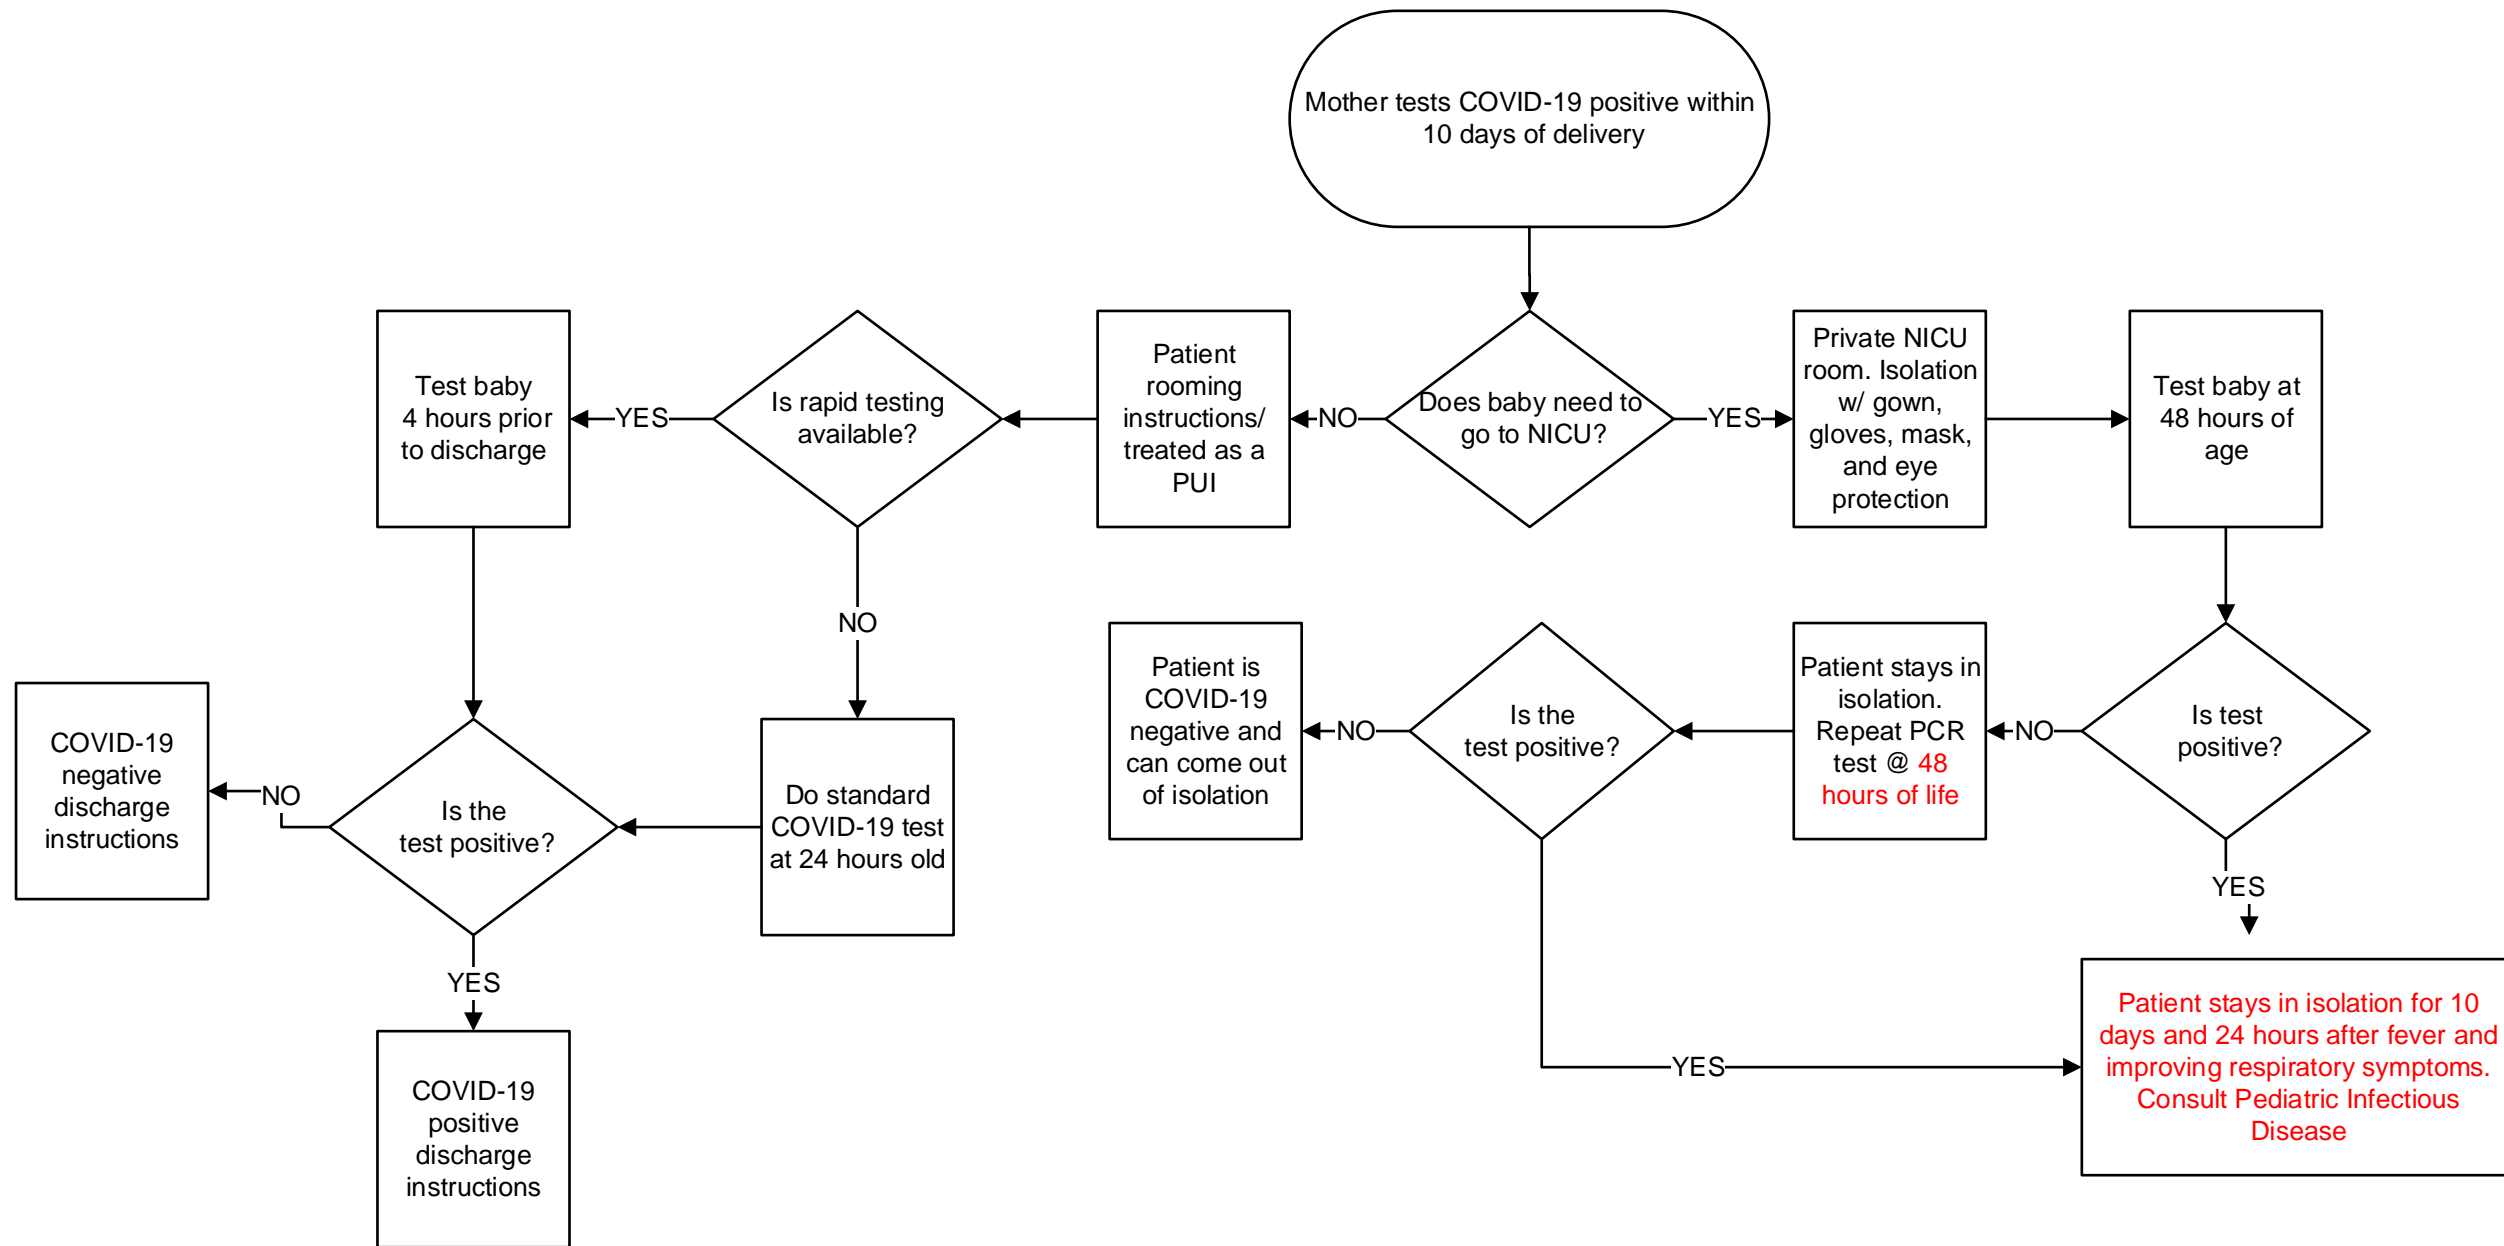 Mother tests COVID-19 positive within
10 days of delivery
Does baby need to
go to NICU?
NO
YES
Patient
rooming
instructions/
treated as a
PUI
Is rapid testing
available?
YES
NO
Test baby
4 hours prior
to discharge
Do standard
COVID-19 test
at 24 hours old
Is the
test positive?
NO
COVID-19
negative
discharge
instructions
YES
COVID-19
positive
discharge
instructions
Private NICU
room. Isolation
w/ gown,
gloves, mask,
and eye
protection
Test baby at
48 hours of
age
Is test
positive?
NO
YES
Patient stays in
isolation.
Repeat PCR
test @ 48
hours of life
Is the
test positive?
NO
Patient is
COVID-19
negative and
can come out
of isolation
YES
Patient stays in isolation for 10
days and 24 hours after fever and
improving respiratory symptoms.
Consult Pediatric Infectious
Disease